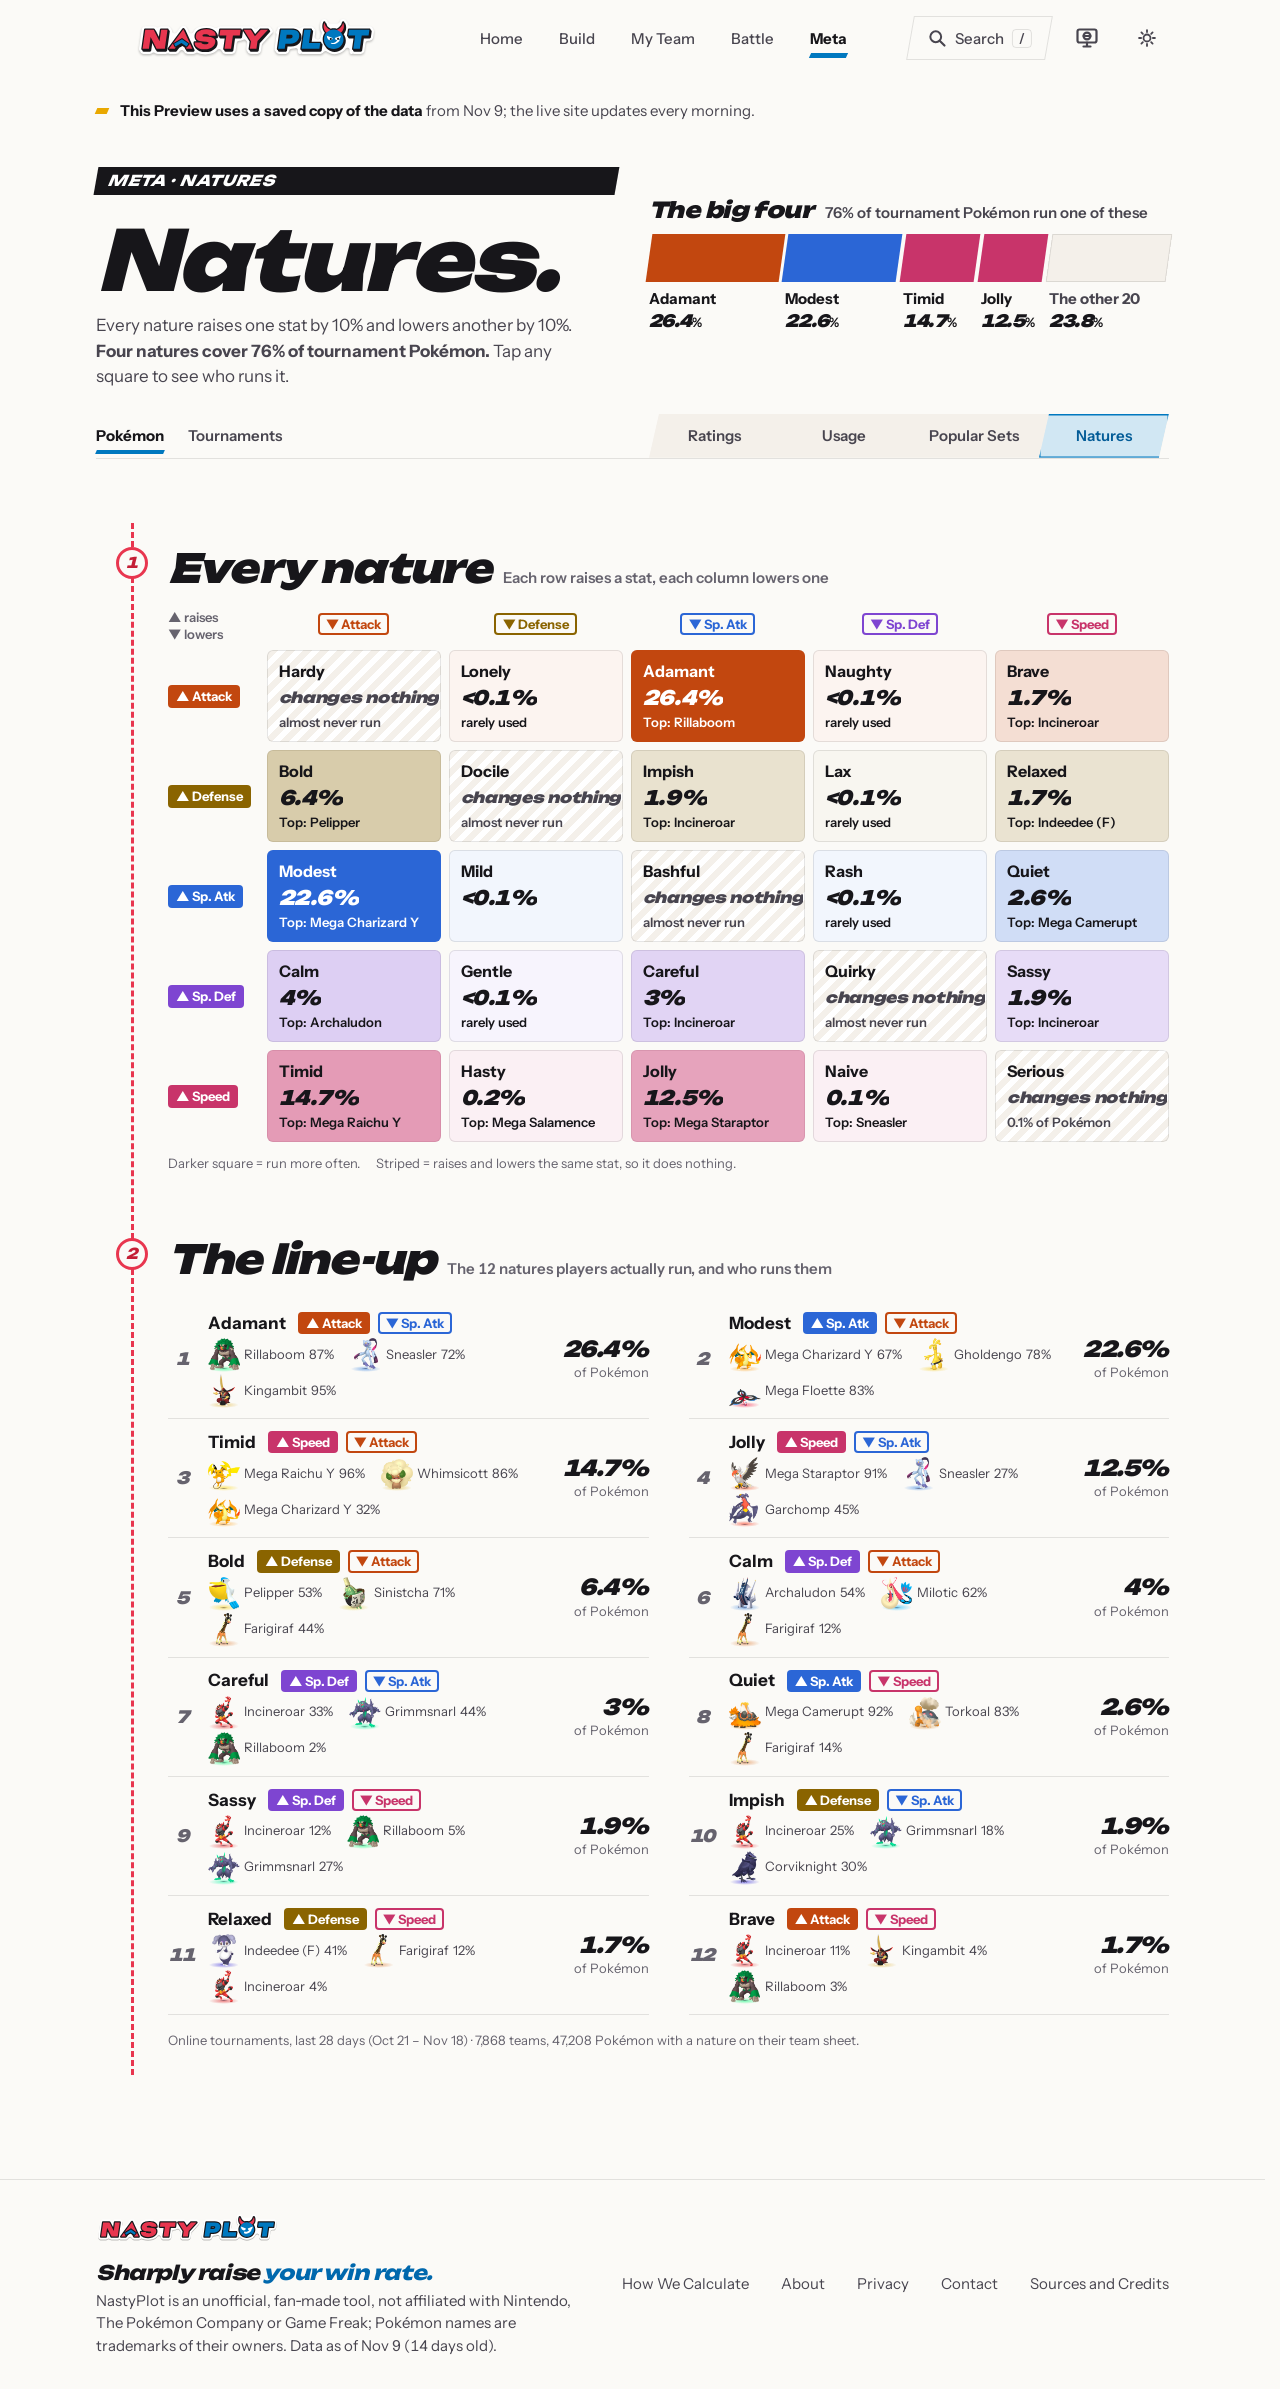 NASTY PLOT
Home Build My Team Battle Meta Search /
This Preview uses a saved copy of the data from Nov 9; the live site updates every morning.
META · NATURES
Natures.
Every nature raises one stat by 10% and lowers another by 10%.
Four natures cover 76% of tournament Pokémon. Tap any
square to see who runs it.
The big four 76% of tournament Pokémon run one of these
Adamant Modest Timid Jolly The other 20
26.4% 22.6% 14.7% 12.5% 23.8%
Pokémon Tournaments Ratings Usage Popular Sets Natures
1 Every nature Each row raises a stat, each column lowers one
▲ raises
▼ lowers
▼ Attack ▼ Defense ▼ Sp. Atk ▼ Sp. Def ▼ Speed
▲ Attack
Hardy Lonely Adamant Naughty Brave
changes nothing <0.1% 26.4% <0.1% 1.7%
almost never run rarely used Top: Rillaboom rarely used Top: Incineroar
▲ Defense
Bold Docile Impish Lax Relaxed
6.4% changes nothing 1.9% <0.1% 1.7%
Top: Pelipper almost never run Top: Incineroar rarely used Top: Indeedee (F)
▲ Sp. Atk
Modest Mild Bashful Rash Quiet
22.6% <0.1% changes nothing <0.1% 2.6%
Top: Mega Charizard Y almost never run rarely used Top: Mega Camerupt
▲ Sp. Def
Calm Gentle Careful Quirky Sassy
4% <0.1% 3% changes nothing 1.9%
Top: Archaludon rarely used Top: Incineroar almost never run Top: Incineroar
▲ Speed
Timid Hasty Jolly Naive Serious
14.7% 0.2% 12.5% 0.1% changes nothing
Top: Mega Raichu Y Top: Mega Salamence Top: Mega Staraptor Top: Sneasler 0.1% of Pokémon
Darker square = run more often. Striped = raises and lowers the same stat, so it does nothing.
2 The line-up The 12 natures players actually run, and who runs them
1 Adamant ▲ Attack ▼ Sp. Atk
Rillaboom 87% Sneasler 72%
Kingambit 95%
26.4%
of Pokémon
2 Modest ▲ Sp. Atk ▼ Attack
Mega Charizard Y 67% Gholdengo 78%
Mega Floette 83%
22.6%
of Pokémon
3 Timid ▲ Speed ▼ Attack
Mega Raichu Y 96% Whimsicott 86%
Mega Charizard Y 32%
14.7%
of Pokémon
4 Jolly ▲ Speed ▼ Sp. Atk
Mega Staraptor 91% Sneasler 27%
Garchomp 45%
12.5%
of Pokémon
5 Bold ▲ Defense ▼ Attack
Pelipper 53% Sinistcha 71%
Farigiraf 44%
6.4%
of Pokémon
6 Calm ▲ Sp. Def ▼ Attack
Archaludon 54% Milotic 62%
Farigiraf 12%
4%
of Pokémon
7 Careful ▲ Sp. Def ▼ Sp. Atk
Incineroar 33% Grimmsnarl 44%
Rillaboom 2%
3%
of Pokémon
8 Quiet ▲ Sp. Atk ▼ Speed
Mega Camerupt 92% Torkoal 83%
Farigiraf 14%
2.6%
of Pokémon
9 Sassy ▲ Sp. Def ▼ Speed
Incineroar 12% Rillaboom 5%
Grimmsnarl 27%
1.9%
of Pokémon
10 Impish ▲ Defense ▼ Sp. Atk
Incineroar 25% Grimmsnarl 18%
Corviknight 30%
1.9%
of Pokémon
11 Relaxed ▲ Defense ▼ Speed
Indeedee (F) 41% Farigiraf 12%
Incineroar 4%
1.7%
of Pokémon
12 Brave ▲ Attack ▼ Speed
Incineroar 11% Kingambit 4%
Rillaboom 3%
1.7%
of Pokémon
Online tournaments, last 28 days (Oct 21 – Nov 18) · 7,868 teams, 47,208 Pokémon with a nature on their team sheet.
NASTY PLOT
Sharply raise your win rate.
NastyPlot is an unofficial, fan-made tool, not affiliated with Nintendo,
The Pokémon Company or Game Freak; Pokémon names are
trademarks of their owners. Data as of Nov 9 (14 days old).
How We Calculate About Privacy Contact Sources and Credits